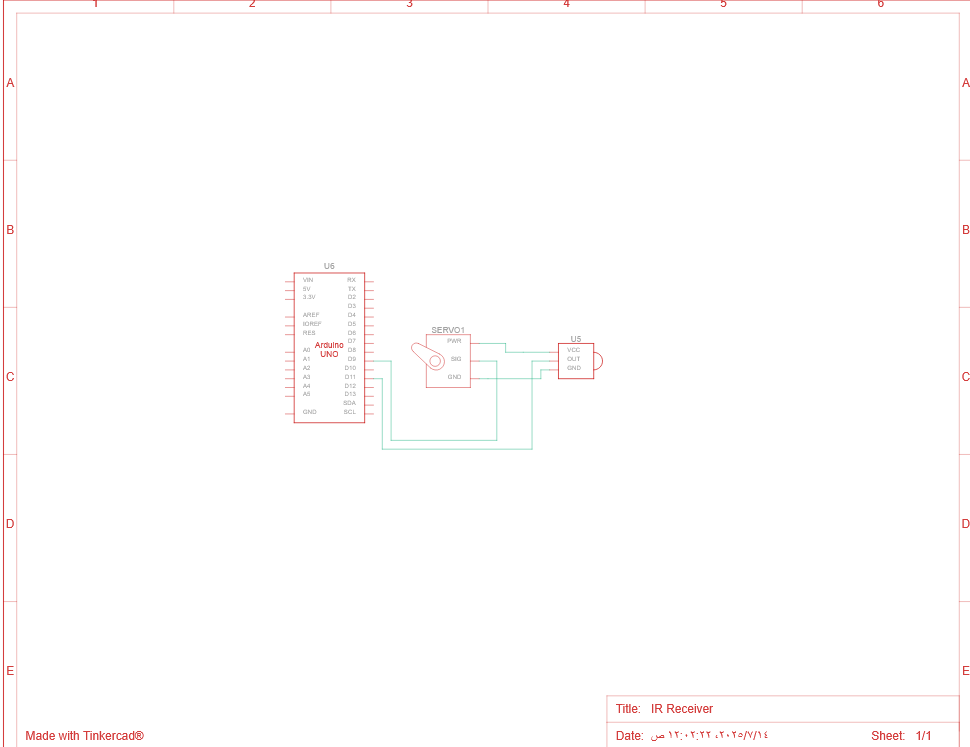 1 2 3 4 5 6
A A
B B
U6
VIN RX
5V TX
3.3V D2
D3
AREF D4
IOREF D5
RES D6
D7
A0 D8
A1 D9
A2 D10
A3 D11
A4 D12
A5 D13
SDA
GND SCL
Arduino
UNO
SERVO1
PWR
SIG
GND
U5
VCC
OUT
GND
C C
D D
E E
Title: IR Receiver
Made with Tinkercad®
Date: ١٤‏/٧‏/٢٠٢٥، ١٢:٠٢:٢٢ ص
Sheet: 1/1